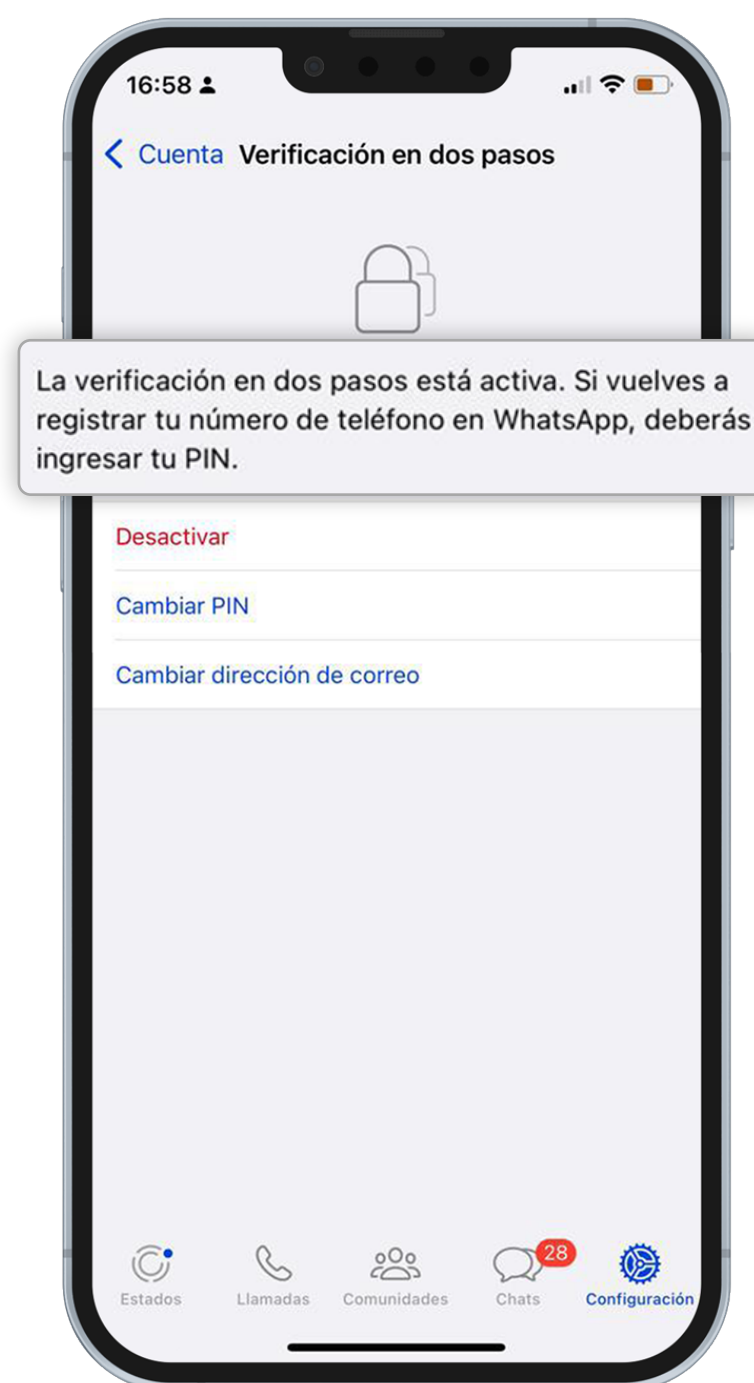 16:58
Cuenta Verificación en dos pasos
La verificación en dos pasos está activa. Si vuelves a
registrar tu número de teléfono en WhatsApp, deberás
ingresar tu PIN.
Desactivar
Cambiar PIN
Cambiar dirección de correo
28
Estados Llamadas Comunidades Chats Configuración